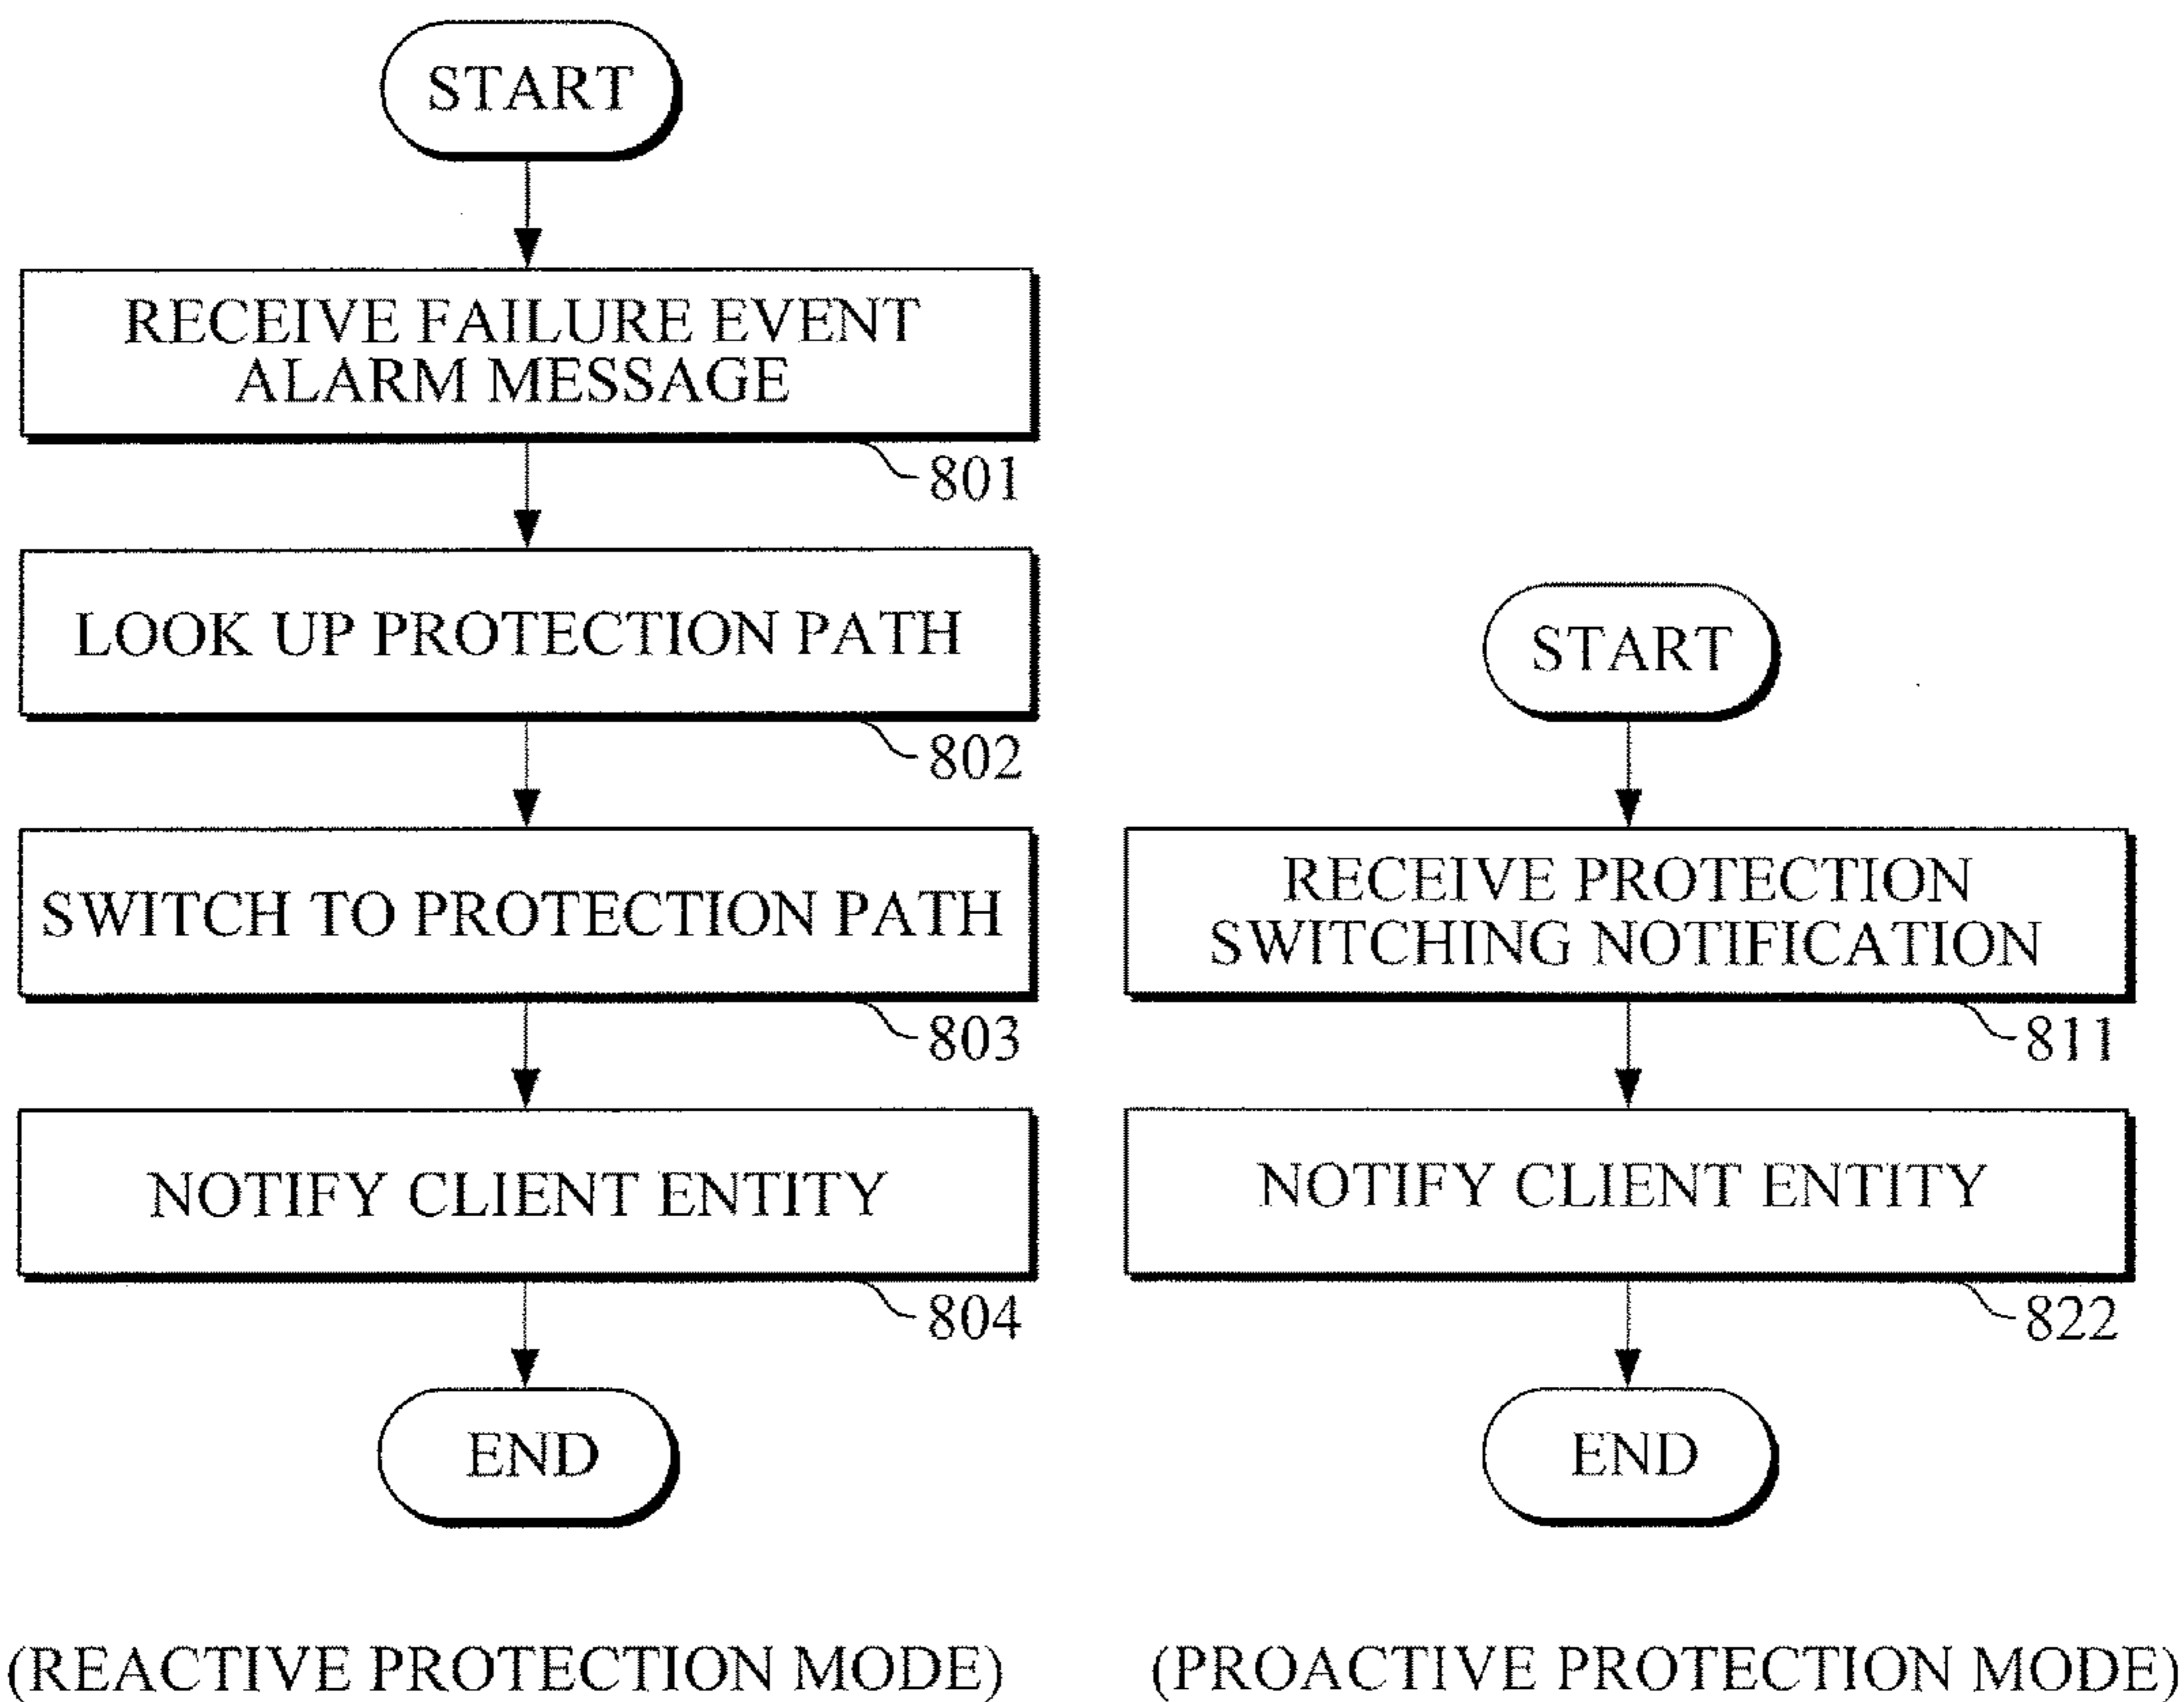 START
RECEIVE FAILURE EVENT
ALARM MESSAGE
801
LOOK UP PROTECTION PATH
802
SWITCH TO PROTECTION PATH
803
NOTIFY CLIENT ENTITY
804
END
(REACTIVE PROTECTION MODE)
START
RECEIVE PROTECTION
SWITCHING NOTIFICATION
811
NOTIFY CLIENT ENTITY
822
END
(PROACTIVE PROTECTION MODE)